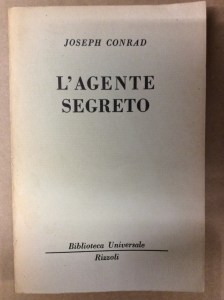 JOSEPH CONRAD
L'AGENTE
SEGRETO
Biblioteca Universale
Rizzoli